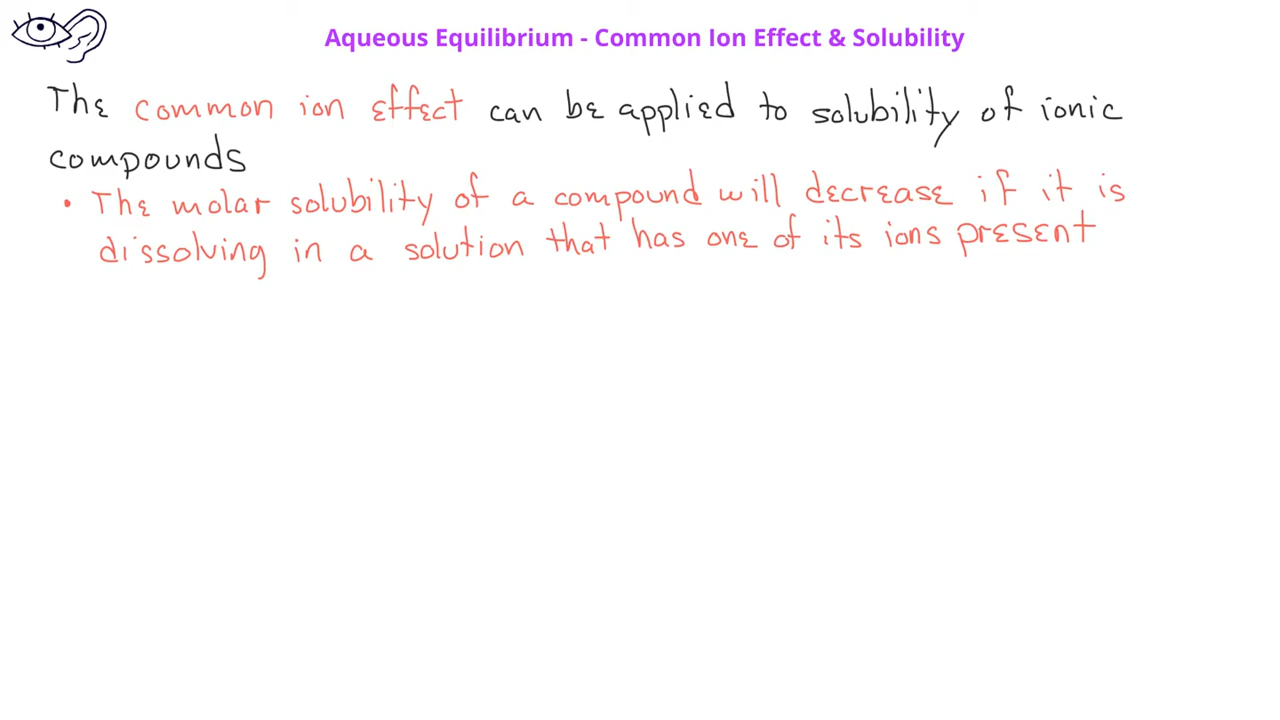 Aqueous Equilibrium - Common Ion Effect & Solubility
The common ion effect can be applied to solubility of ionic
compounds
• The molar solubility of a compound will decrease if it is
dissolving in a solution that has one of its ions present